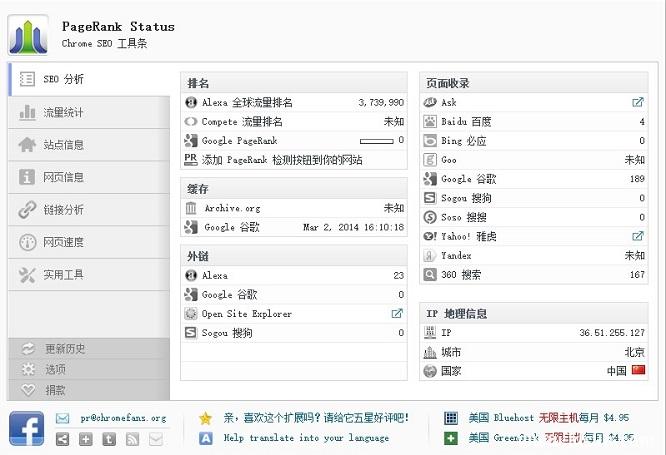 PageRank Status
Chrome SEO 工具条
SEO 分析
流量统计
站点信息
网页信息
链接分析
网页速度
实用工具
更新历史
选项
捐款
排名
Alexa 全球流量排名 3,739,990
Compete 流量排名 未知
Google PageRank 0
PR 添加 PageRank 检测按钮到你的网站
缓存
Archive.org 未知
Google 谷歌 Mar 2, 2014 16:10:18
外链
Alexa 23
Google 谷歌 0
Open Site Explorer
Sogou 搜狗 0
页面收录
Ask
Baidu 百度 4
Bing 必应 0
Goo 未知
Google 谷歌 189
Sogou 搜狗 0
Soso 搜搜 0
Yahoo! 雅虎
Yandex 未知
360 搜索 167
IP 地理信息
IP 36.51.255.127
城市 北京
国家 中国
pr@chromefans.org
亲，喜欢这个扩展吗？请给它五星好评吧！
Help translate into your language
美国 Bluehost 无限主机每月 $4.95
美国 GreenGeek 无限主机每月